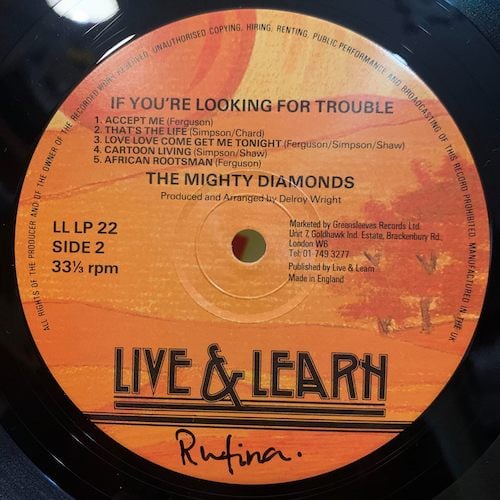 ALL RIGHTS OF THE PRODUCER AND OF THE OWNER OF THE RECORDED WORK RESERVED. UNAUTHORISED COPYING, HIRING, RENTING, PUBLIC PERFORMANCE AND BROADCASTING OF THIS RECORD PROHIBITED. MANUFACTURED IN THE UK
IF YOU'RE LOOKING FOR TROUBLE
1. ACCEPT ME (Ferguson)
2. THAT'S THE LIFE (Simpson/Chard)
3. LOVE LOVE COME GET ME TONIGHT (Ferguson/Simpson/Shaw)
4. CARTOON LIVING (Simpson/Shaw)
5. AFRICAN ROOTSMAN (Ferguson)
THE MIGHTY DIAMONDS
Produced and Arranged by Delroy Wright
LL LP 22
SIDE 2
33⅓ rpm
Marketed by Greensleeves Records Ltd.
Unit 7, Goldhawk Ind. Estate, Brackenbury Rd,
London W6
Tel: 01 749 3277
Published by Live & Learn
Made in England
LIVE & LEARN
Rufina.